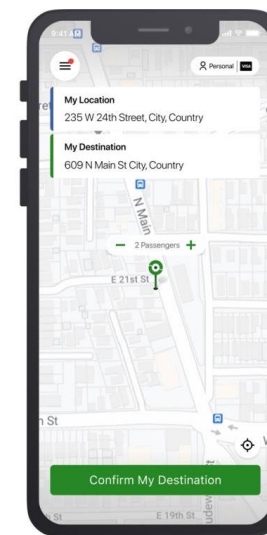 9:41 AM
Personal VISA
My Location
235 W 24th Street, City, Country
My Destination
609 N Main St City, Country
N Main
− 2 Passengers +
E 21st St
h St
Confirm My Destination
E 19th St